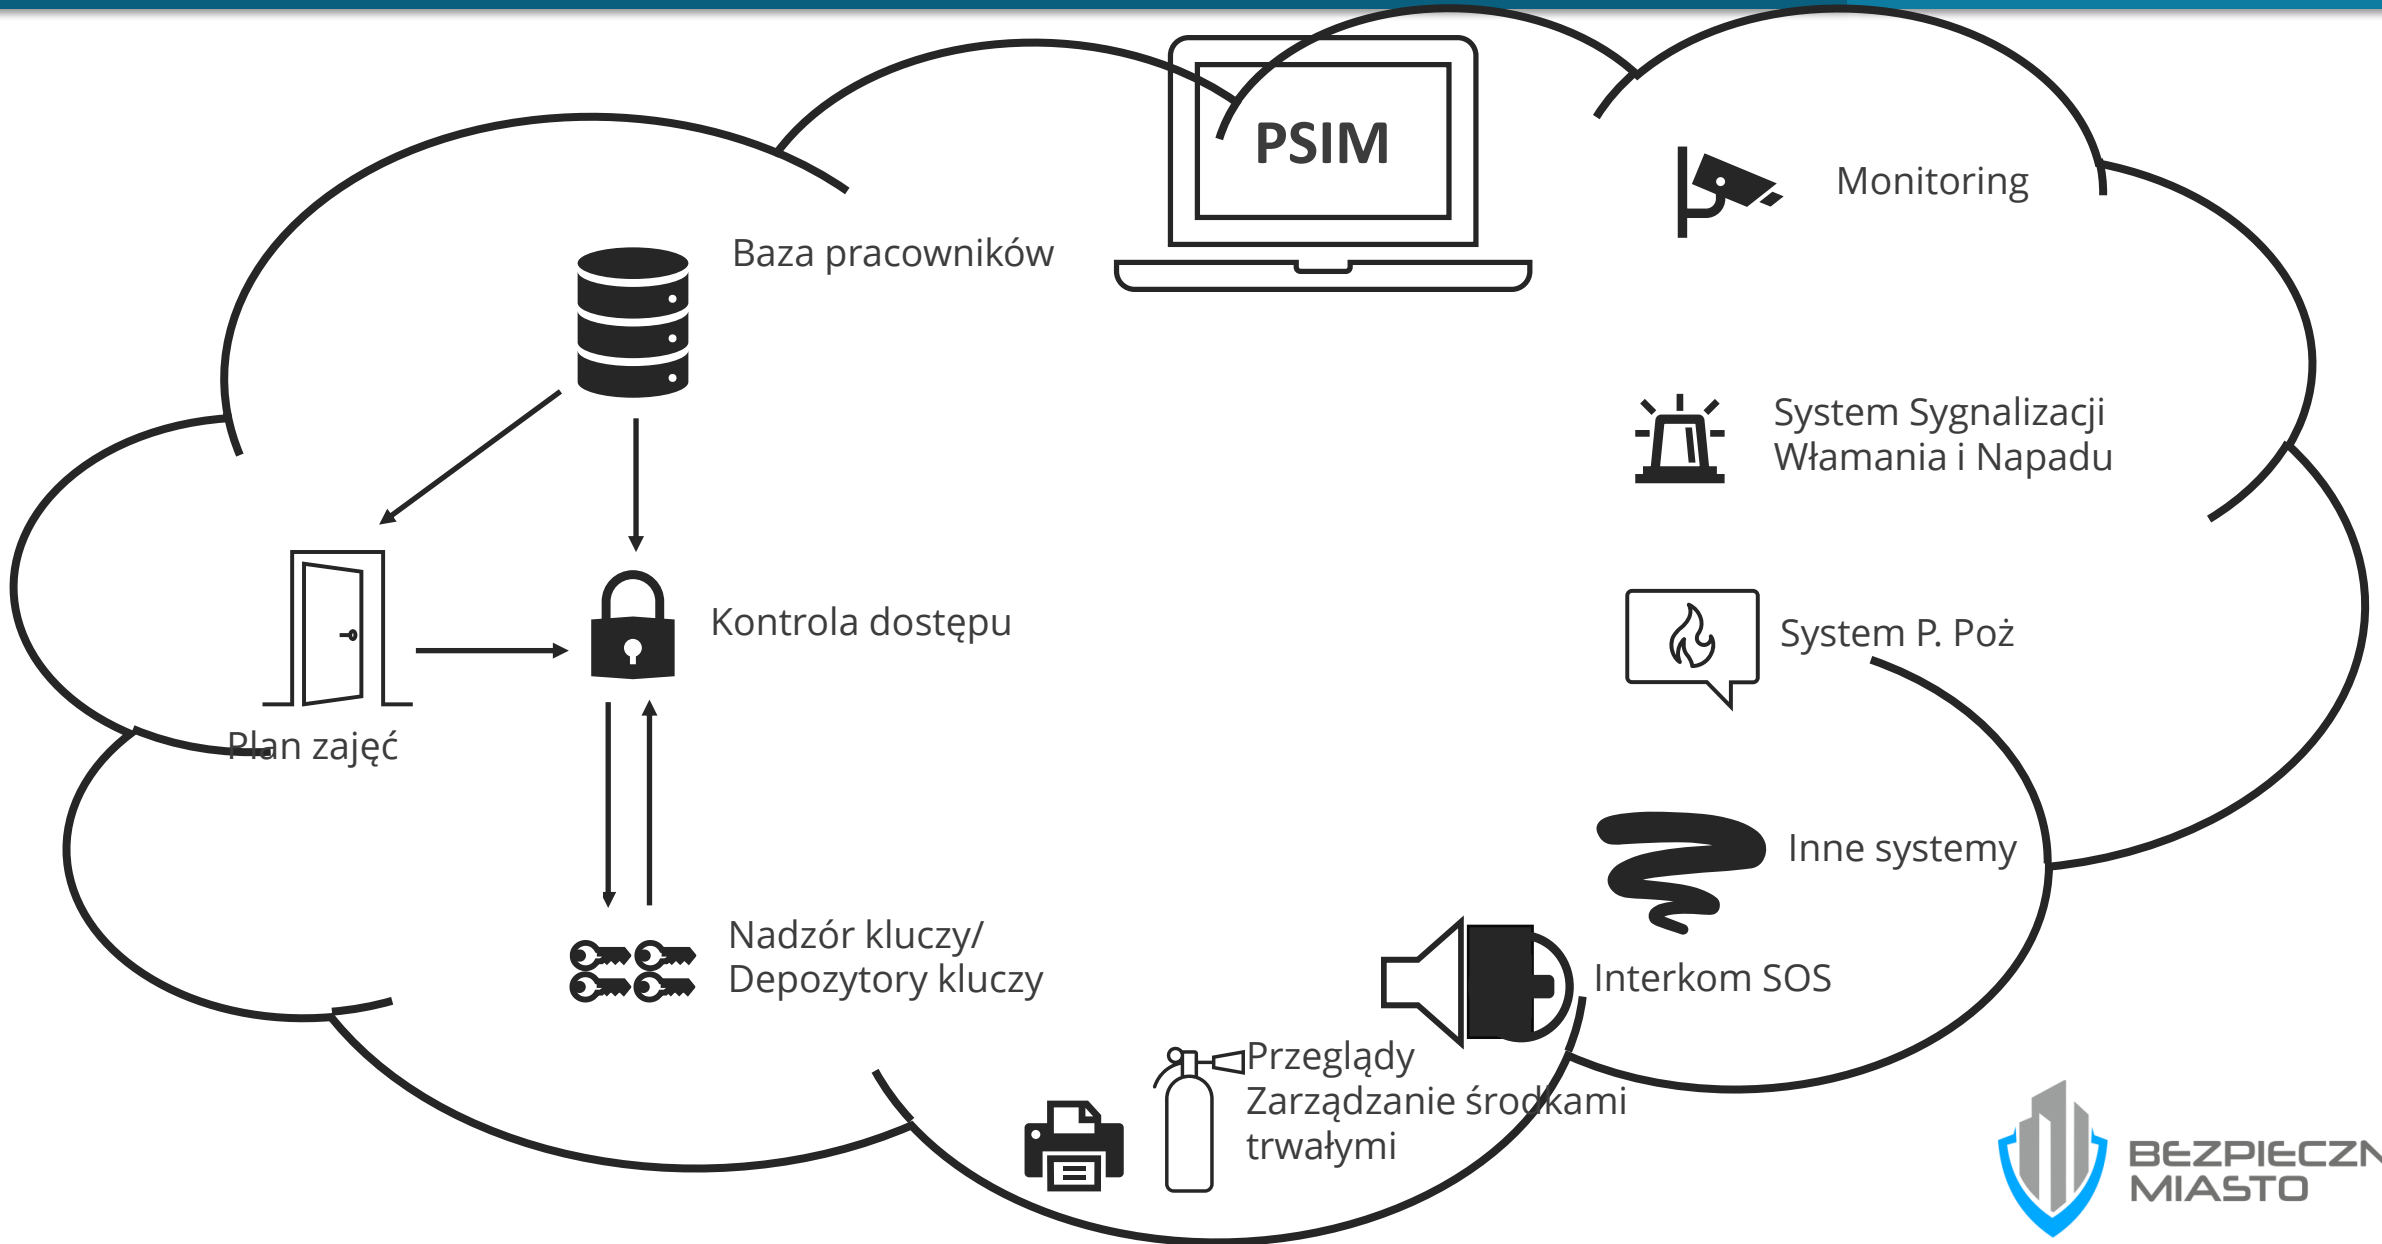 PSIM
Monitoring
Baza pracowników
System Sygnalizacji
Włamania i Napadu
Kontrola dostępu
System P. Poż
Plan zajęć
Inne systemy
Nadzór kluczy/
Depozytory kluczy
Interkom SOS
Przeglądy
Zarządzanie środkami
trwałymi
BEZPIECZN
MIASTO